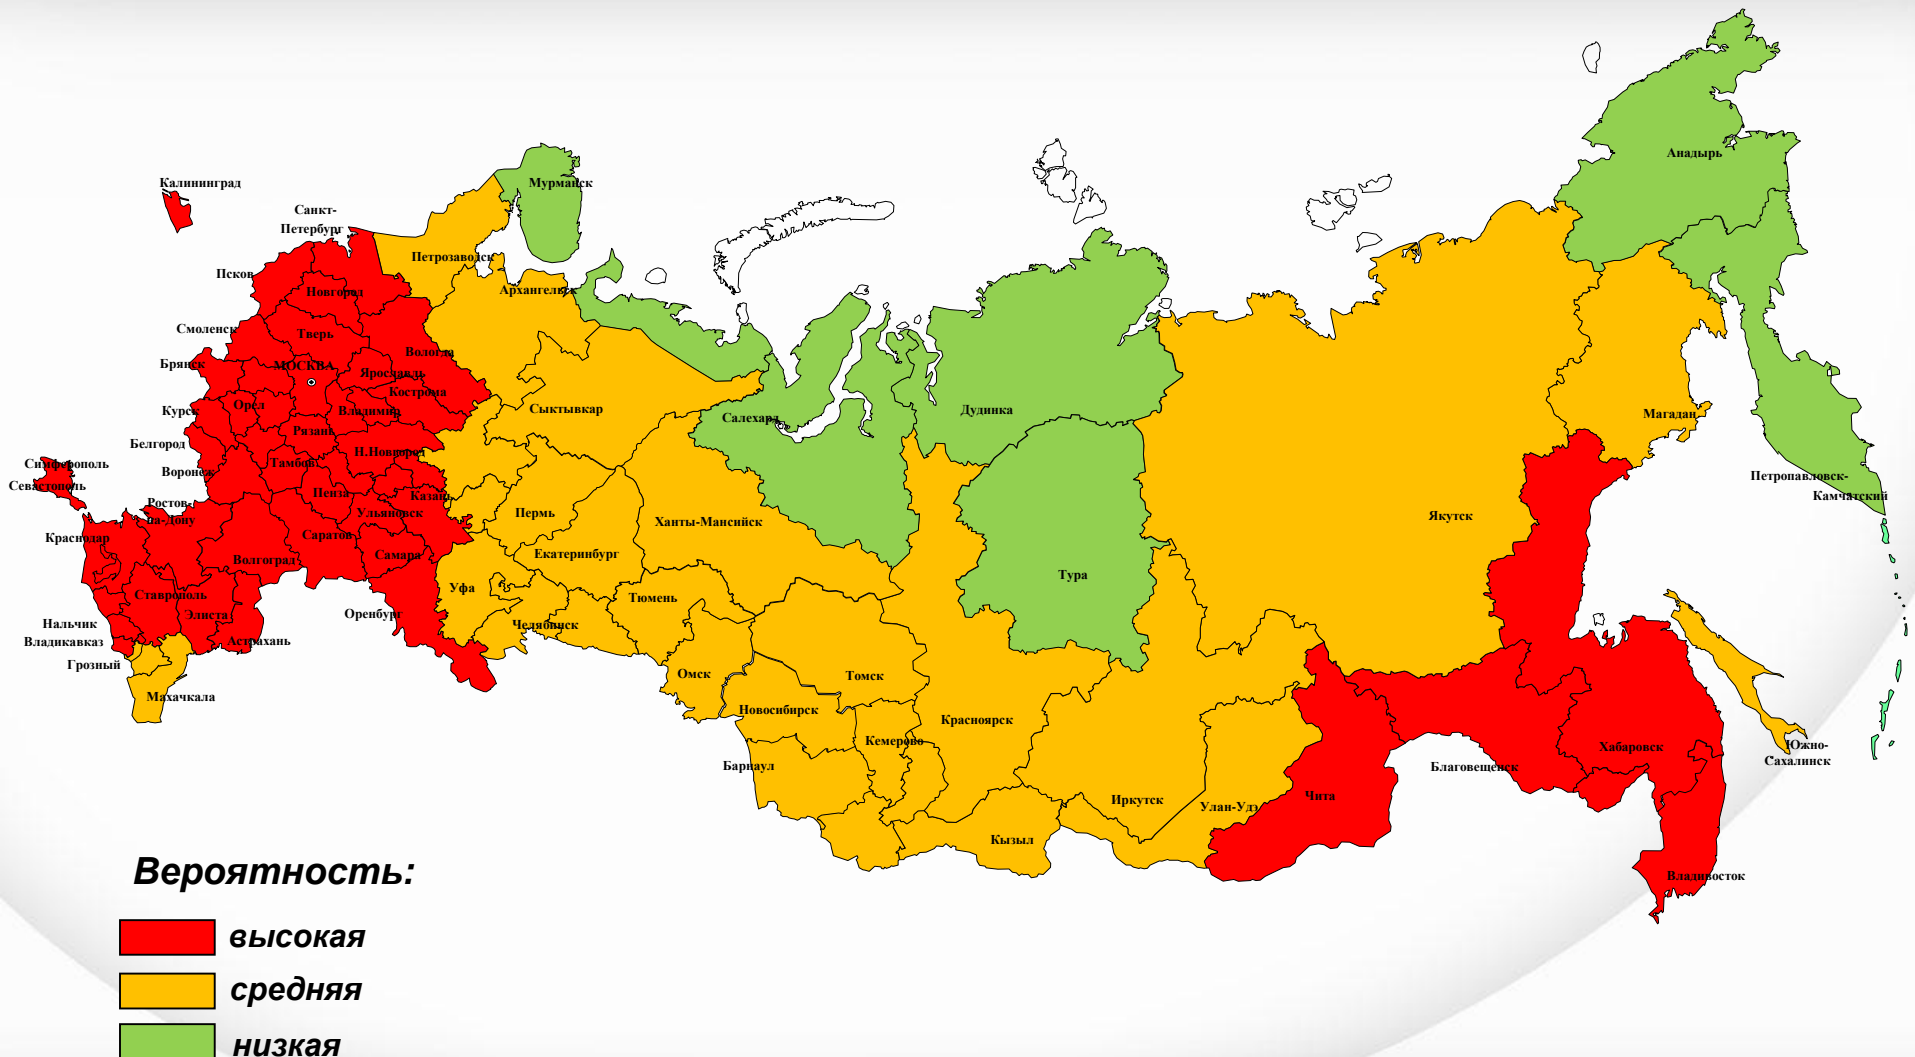 Анадырь
Калининград
Мурманск
Санкт-
Петербург
Петрозаводск
Псков
Новгород
Архангельск
Смоленск
Тверь
Вологда
Брянск
МОСКВА
Ярославль
Кострома
Курск
Орел
Владимир
Сыктывкар
Салехард
Дудинка
Магадан
Белгород
Рязань
Н.Новгород
Симферополь
Воронеж
Тамбов
Петропавловск-
Камчатский
Севастополь
Пенза
Казань
Ростов-
на-Дону
Ульяновск
Пермь
Ханты-Мансийск
Якутск
Краснодар
Саратов
Самара
Екатеринбург
Волгоград
Уфа
Тура
Ставрополь
Тюмень
Элиста
Оренбург
Нальчик
Челябинск
Владикавказ
Астрахань
Грозный
Омск
Томск
Махачкала
Новосибирск
Красноярск
Кемерово
Хабаровск
Южно-
Сахалинск
Барнаул
Благовещенск
Иркутск
Улан-Удэ
Чита
Кызыл
Владивосток
Вероятность:
высокая
средняя
низкая